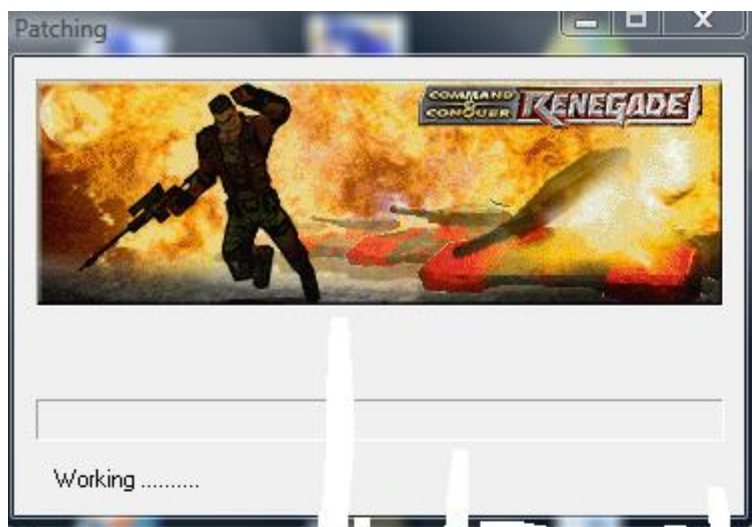 Patching
COMMAND
&
CONQUER
RENEGADE
Working ..........